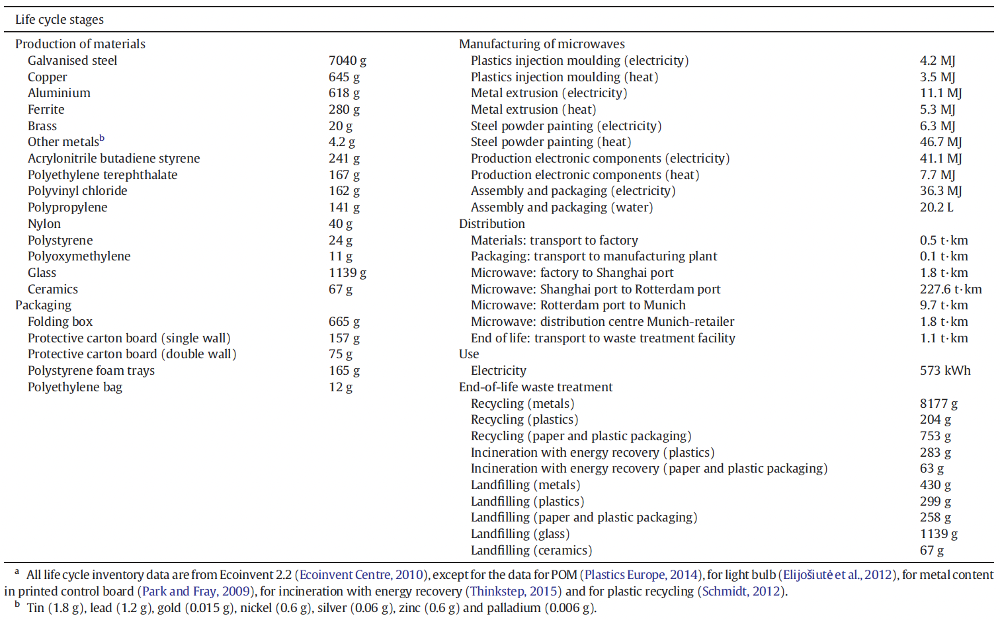 Life cycle stages
Production of materials
Galvanised steel 7040 g
Copper 645 g
Aluminium 618 g
Ferrite 280 g
Brass 20 g
Other metalsb 4.2 g
Acrylonitrile butadiene styrene 241 g
Polyethylene terephthalate 167 g
Polyvinyl chloride 162 g
Polypropylene 141 g
Nylon 40 g
Polystyrene 24 g
Polyoxymethylene 11 g
Glass 1139 g
Ceramics 67 g
Packaging
Folding box 665 g
Protective carton board (single wall) 157 g
Protective carton board (double wall) 75 g
Polystyrene foam trays 165 g
Polyethylene bag 12 g
Manufacturing of microwaves
Plastics injection moulding (electricity) 4.2 MJ
Plastics injection moulding (heat) 3.5 MJ
Metal extrusion (electricity) 11.1 MJ
Metal extrusion (heat) 5.3 MJ
Steel powder painting (electricity) 6.3 MJ
Steel powder painting (heat) 46.7 MJ
Production electronic components (electricity) 41.1 MJ
Production electronic components (heat) 7.7 MJ
Assembly and packaging (electricity) 36.3 MJ
Assembly and packaging (water) 20.2 L
Distribution
Materials: transport to factory 0.5 t·km
Packaging: transport to manufacturing plant 0.1 t·km
Microwave: factory to Shanghai port 1.8 t·km
Microwave: Shanghai port to Rotterdam port 227.6 t·km
Microwave: Rotterdam port to Munich 9.7 t·km
Microwave: distribution centre Munich-retailer 1.8 t·km
End of life: transport to waste treatment facility 1.1 t·km
Use
Electricity 573 kWh
End-of-life waste treatment
Recycling (metals) 8177 g
Recycling (plastics) 204 g
Recycling (paper and plastic packaging) 753 g
Incineration with energy recovery (plastics) 283 g
Incineration with energy recovery (paper and plastic packaging) 63 g
Landfilling (metals) 430 g
Landfilling (plastics) 299 g
Landfilling (paper and plastic packaging) 258 g
Landfilling (glass) 1139 g
Landfilling (ceramics) 67 g
a All life cycle inventory data are from Ecoinvent 2.2 (Ecoinvent Centre, 2010), except for the data for POM (Plastics Europe, 2014), for light bulb (Elijošiutė et al., 2012), for metal content
in printed control board (Park and Fray, 2009), for incineration with energy recovery (Thinkstep, 2015) and for plastic recycling (Schmidt, 2012).
b Tin (1.8 g), lead (1.2 g), gold (0.015 g), nickel (0.6 g), silver (0.06 g), zinc (0.6 g) and palladium (0.006 g).